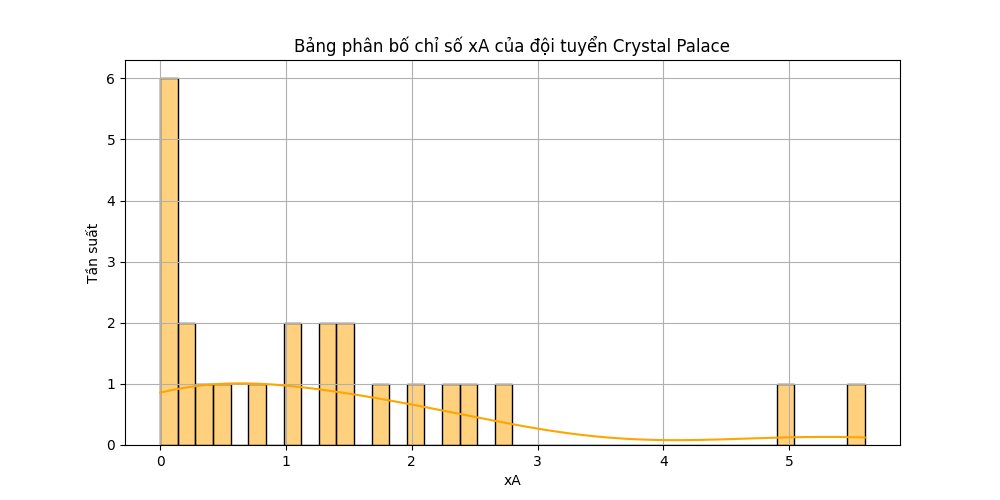 Bảng phân bố chỉ số xA của đội tuyển Crystal Palace
Tần suất
6
5
4
3
2
1
0
0 1 2 3 4 5
xA